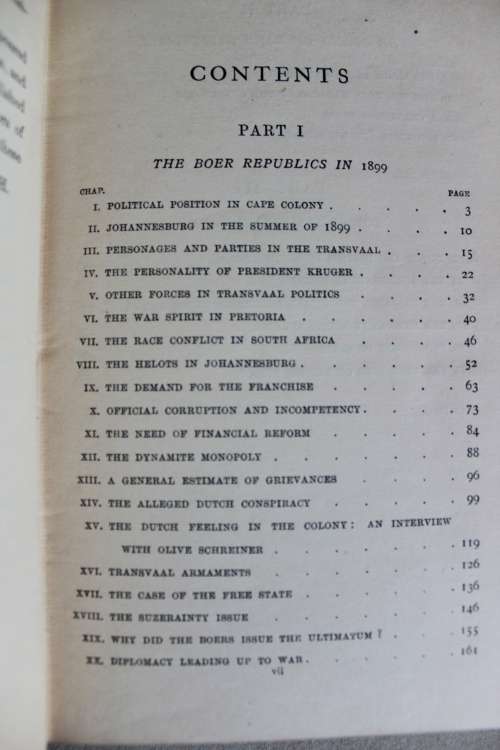 CONTENTS
PART I
THE BOER REPUBLICS IN 1899
CHAP. PAGE
I. POLITICAL POSITION IN CAPE COLONY . . . . . 3
II. JOHANNESBURG IN THE SUMMER OF 1899 . . . . 10
III. PERSONAGES AND PARTIES IN THE TRANSVAAL . . . 15
IV. THE PERSONALITY OF PRESIDENT KRUGER . . . . 22
V. OTHER FORCES IN TRANSVAAL POLITICS . . . . 32
VI. THE WAR SPIRIT IN PRETORIA . . . . . 40
VII. THE RACE CONFLICT IN SOUTH AFRICA . . . . 46
VIII. THE HELOTS IN JOHANNESBURG . . . . . 52
IX. THE DEMAND FOR THE FRANCHISE . . . . . 63
X. OFFICIAL CORRUPTION AND INCOMPETENCY . . . . 73
XI. THE NEED OF FINANCIAL REFORM . . . . . 84
XII. THE DYNAMITE MONOPOLY . . . . . . 88
XIII. A GENERAL ESTIMATE OF GRIEVANCES . . . . 96
XIV. THE ALLEGED DUTCH CONSPIRACY . . . . . 99
XV. THE DUTCH FEELING IN THE COLONY: AN INTERVIEW
WITH OLIVE SCHREINER . . . . . . 119
XVI. TRANSVAAL ARMAMENTS . . . . . . 126
XVII. THE CASE OF THE FREE STATE . . . . . 136
XVIII. THE SUZERAINTY ISSUE . . . . . . 146
XIX. WHY DID THE BOERS ISSUE THE ULTIMATUM? . . . 155
XX. DIPLOMACY LEADING UP TO WAR . . . . . 161
vii